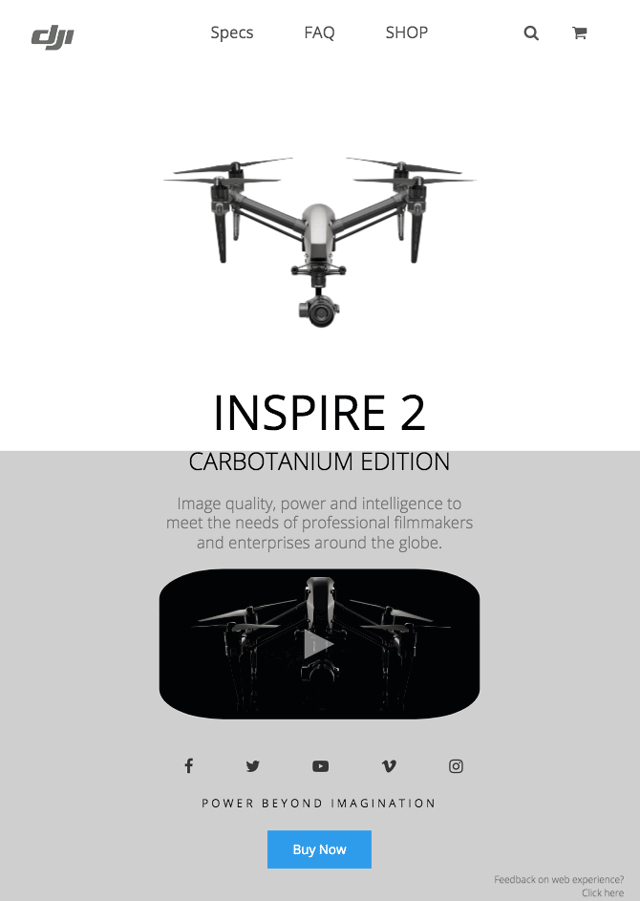 dji
Specs FAQ SHOP
INSPIRE 2
CARBOTANIUM EDITION
Image quality, power and intelligence to
meet the needs of professional filmmakers
and enterprises around the globe.
POWER BEYOND IMAGINATION
Buy Now
Feedback on web experience?
Click here